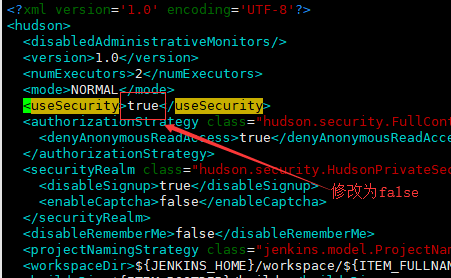 <?xml version='1.0' encoding='UTF-8'?>
<hudson>
<disabledAdministrativeMonitors/>
<version>1.0</version>
<numExecutors>2</numExecutors>
<mode>NORMAL</mode>
<useSecurity>true</useSecurity>
<authorizationStrategy class="hudson.security.FullCont
<denyAnonymousReadAccess>true</denyAnonymousReadAcce
</authorizationStrategy>
<securityRealm class="hudson.security.HudsonPrivateSec
<disableSignup>true</disableSignup>
修改为false
<enableCaptcha>false</enableCaptcha>
</securityRealm>
<disableRememberMe>false</disableRememberMe>
<projectNamingStrategy class="jenkins.model.ProjectNam
<workspaceDir>${JENKINS_HOME}/workspace/${ITEM_FULLNAM